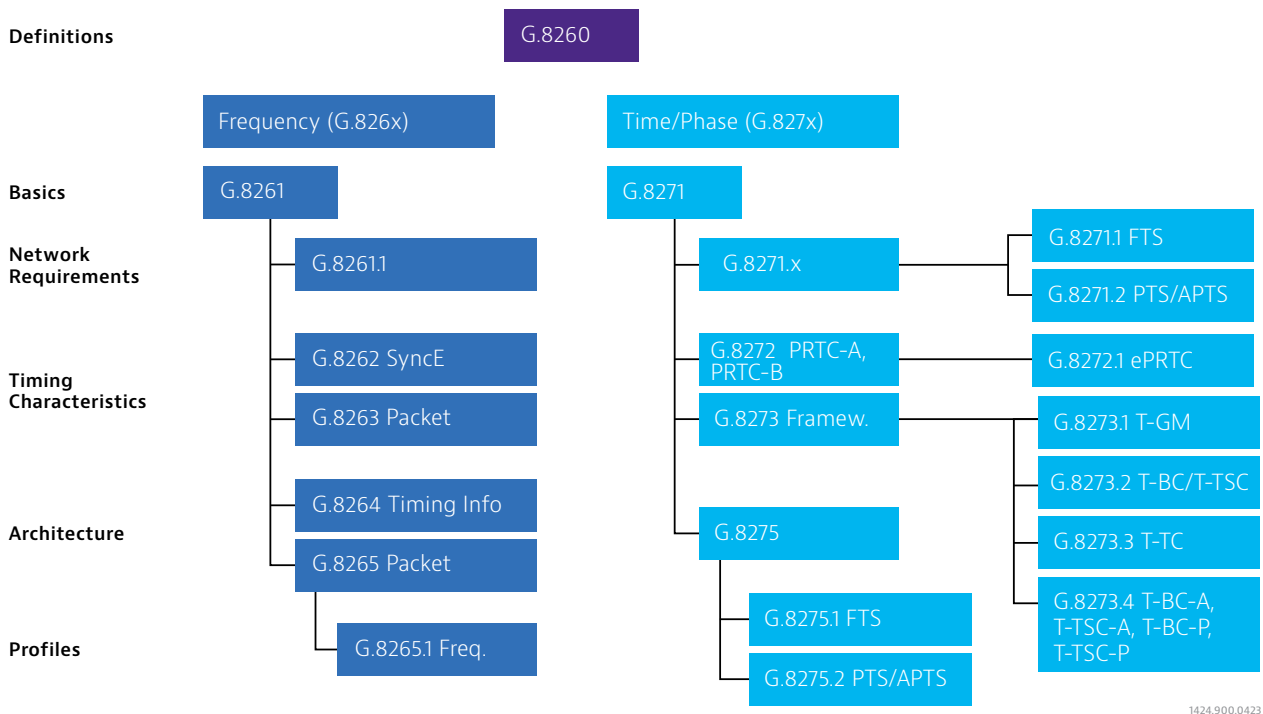 Definitions
G.8260
Frequency (G.826x)
Time/Phase (G.827x)
Basics
G.8261
G.8271
Network
Requirements
G.8261.1
G.8271.x
G.8271.1 FTS
G.8271.2 PTS/APTS
Timing
Characteristics
G.8262 SyncE
G.8263 Packet
G.8272 PRTC-A,
PRTC-B
G.8272.1 ePRTC
G.8273 Framew.
G.8273.1 T-GM
G.8273.2 T-BC/T-TSC
G.8273.3 T-TC
G.8273.4 T-BC-A,
T-TSC-A, T-BC-P,
T-TSC-P
Architecture
G.8264 Timing Info
G.8265 Packet
G.8275
Profiles
G.8265.1 Freq.
G.8275.1 FTS
G.8275.2 PTS/APTS
1424.900.0423